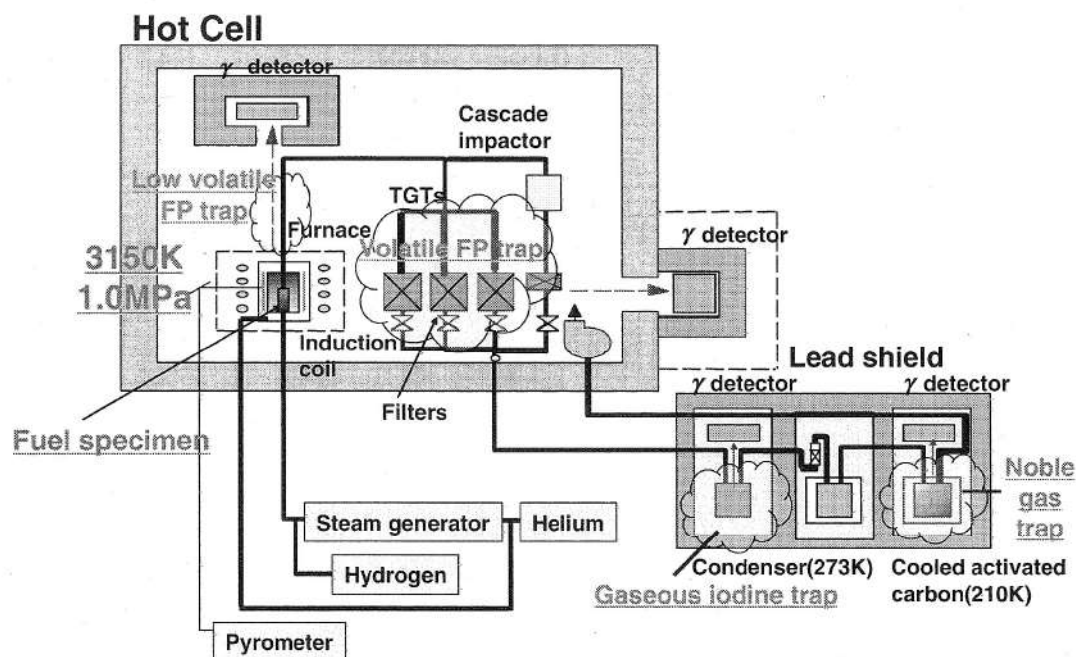 Hot Cell
γ detector
Cascade
impactor
Low volatile
FP trap
TGTs
Furnace
Volatile FP trap
γ detector
3150K
1.0MPa
Induction
coil
Lead shield
γ detector
γ detector
Filters
Fuel specimen
Noble
gas
trap
Steam generator
Helium
Hydrogen
Condenser(273K)
Cooled activated
carbon(210K)
Gaseous iodine trap
Pyrometer